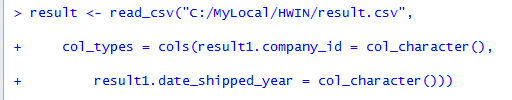 > result <- read_csv("C:/MyLocal/HWIN/result.csv",
+     col_types = cols(result1.company_id = col_character(),
+         result1.date_shipped_year = col_character()))